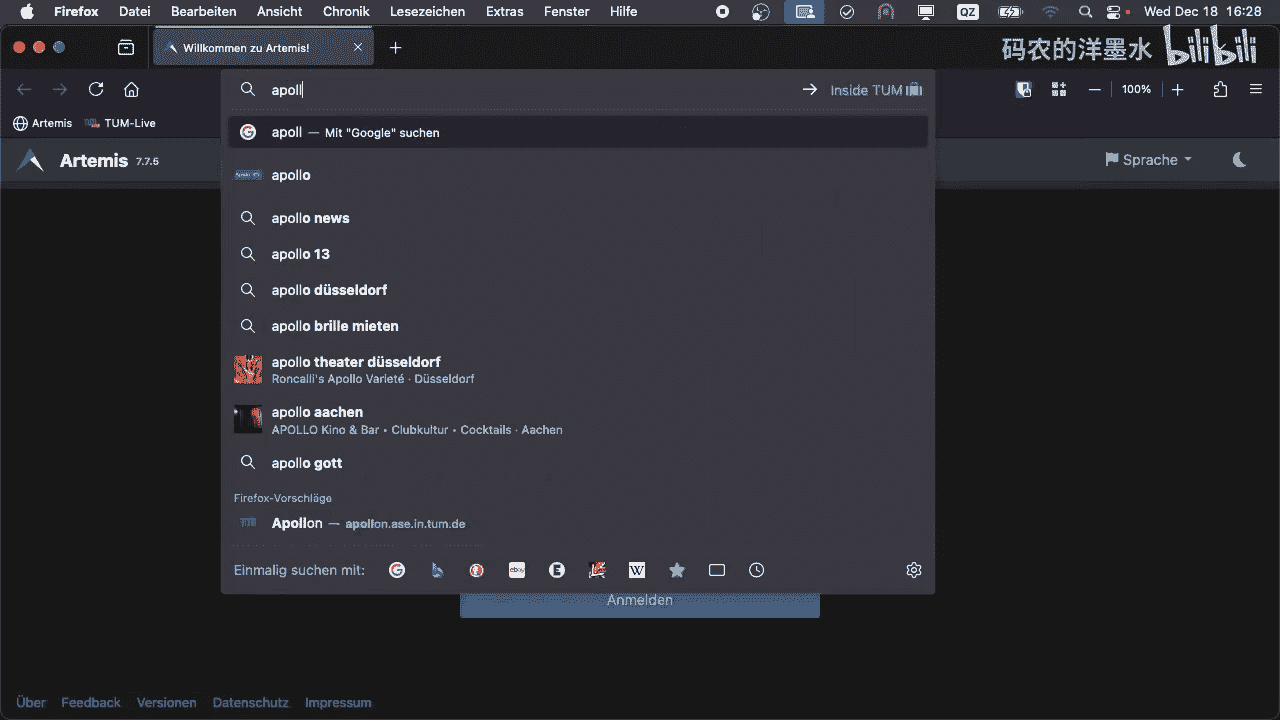 Firefox Datei Bearbeiten Ansicht Chronik Lesezeichen Extras Fenster Hilfe QZ Wed Dec 18 16:28
Willkommen zu Artemis!
码农的洋墨水 bilibili
apoll Inside TUM 100%
Artemis TUM-Live
apoll — Mit "Google" suchen
Artemis 7.7.5 Sprache
apollo
apollo news
apollo 13
apollo düsseldorf
apollo brille mieten
apollo theater düsseldorf
Roncalli's Apollo Varieté · Düsseldorf
apollo aachen
APOLLO Kino & Bar • Clubkultur • Cocktails · Aachen
apollo gott
Firefox-Vorschläge
Apollon — apollon.ase.in.tum.de
Einmalig suchen mit: ebay W
Anmelden
Über Feedback Versionen Datenschutz Impressum